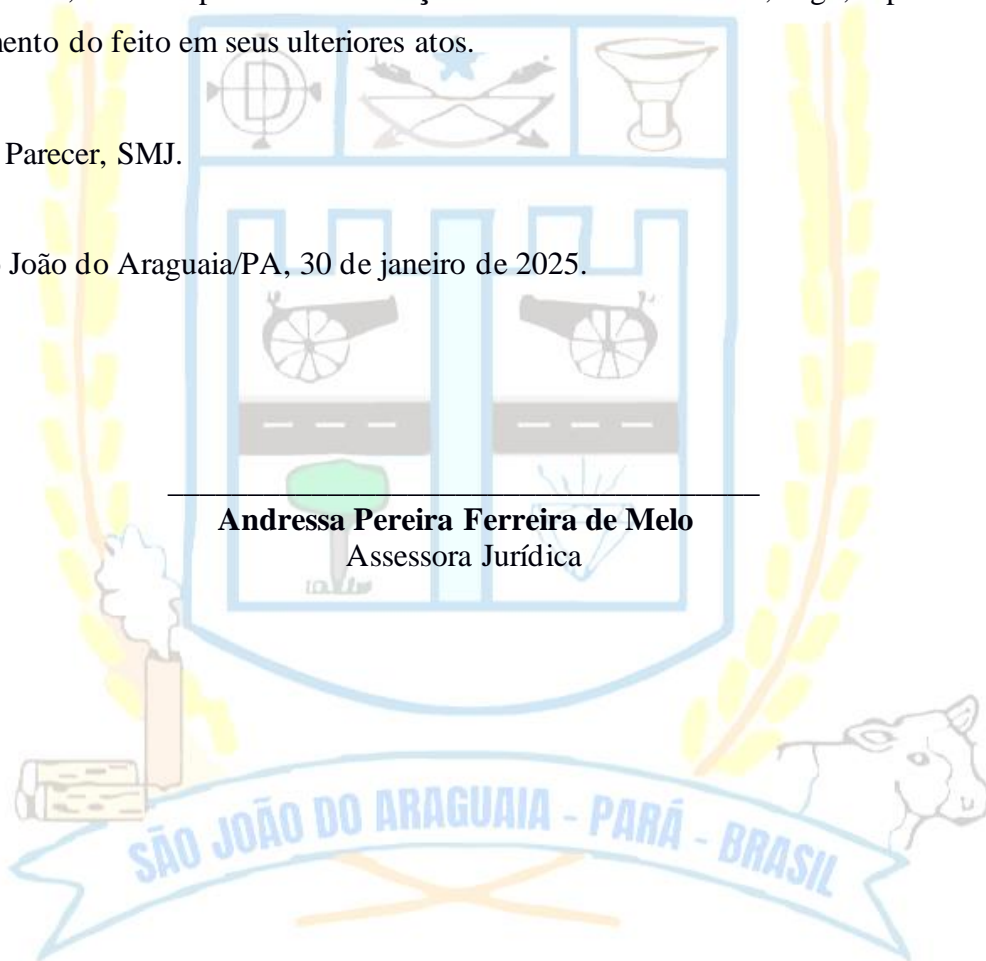 mento do feito em seus ulteriores atos.
Parecer, SMJ.
João do Araguaia/PA, 30 de janeiro de 2025.
Andressa Pereira Ferreira de Melo
Assessora Jurídica
SÃO JOÃO DO ARAGUAIA - PARÁ - BRASIL